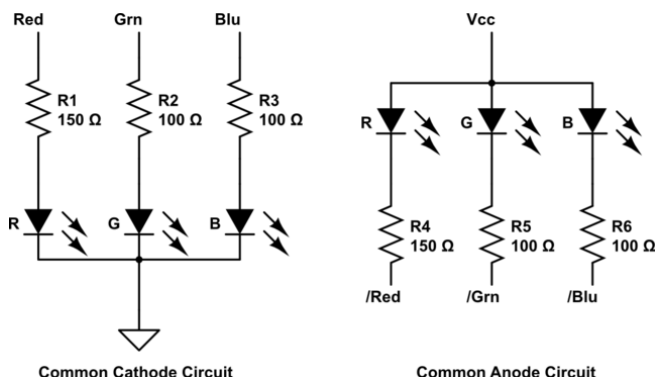 Red Grn Blu
R1
150 Ω
R2
100 Ω
R3
100 Ω
R G B
Common Cathode Circuit
Vcc
R G B
R4
150 Ω
R5
100 Ω
R6
100 Ω
/Red /Grn /Blu
Common Anode Circuit